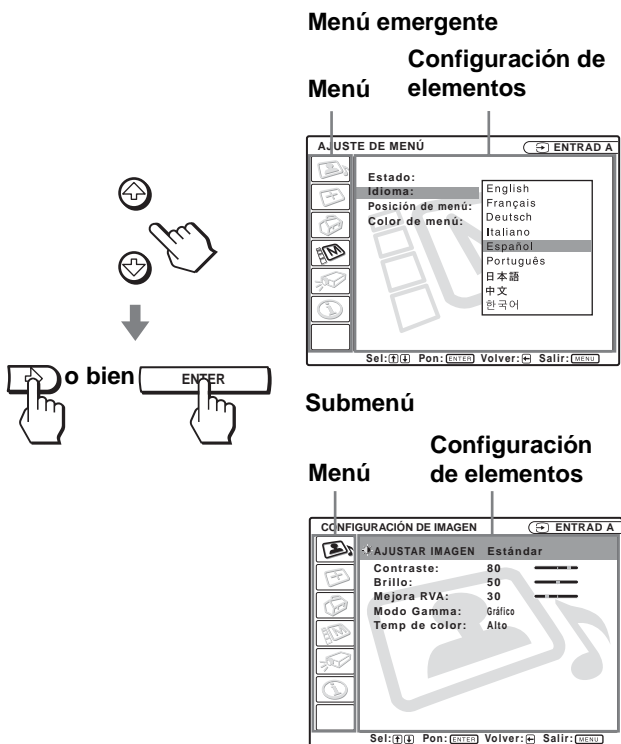 Menú emergente
Menú
Configuración de
elementos
AJUSTE DE MENÚ
ENTRAD A
Estado:
Idioma:
Posición de menú:
Color de menú:
English
Français
Deutsch
Italiano
Español
Português
日本語
中文
한국어
Sel: Pon: ENTER Volver: Salir: MENU
o bien
ENTER
Submenú
Menú
Configuración
de elementos
CONFIGURACIÓN DE IMAGEN
ENTRAD A
AJUSTAR IMAGEN Estándar
Contraste: 80
Brillo: 50
Mejora RVA: 30
Modo Gamma: Gráfico
Temp de color: Alto
Sel: Pon: ENTER Volver: Salir: MENU